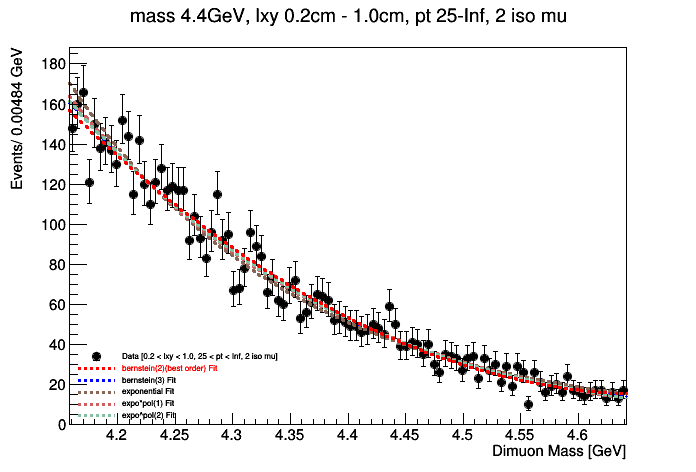 mass 4.4GeV, lxy 0.2cm - 1.0cm, pt 25-Inf, 2 iso mu
Events/ 0.00484 GeV
180
160
140
120
100
80
60
40
20
0
Data [0.2 < lxy < 1.0, 25 < pt < Inf, 2 iso mu]
bernstein(2)(best order) Fit
bernstein(3) Fit
exponential Fit
expo*pol(1) Fit
expo*pol(2) Fit
4.2 4.25 4.3 4.35 4.4 4.45 4.5 4.55 4.6
Dimuon Mass [GeV]